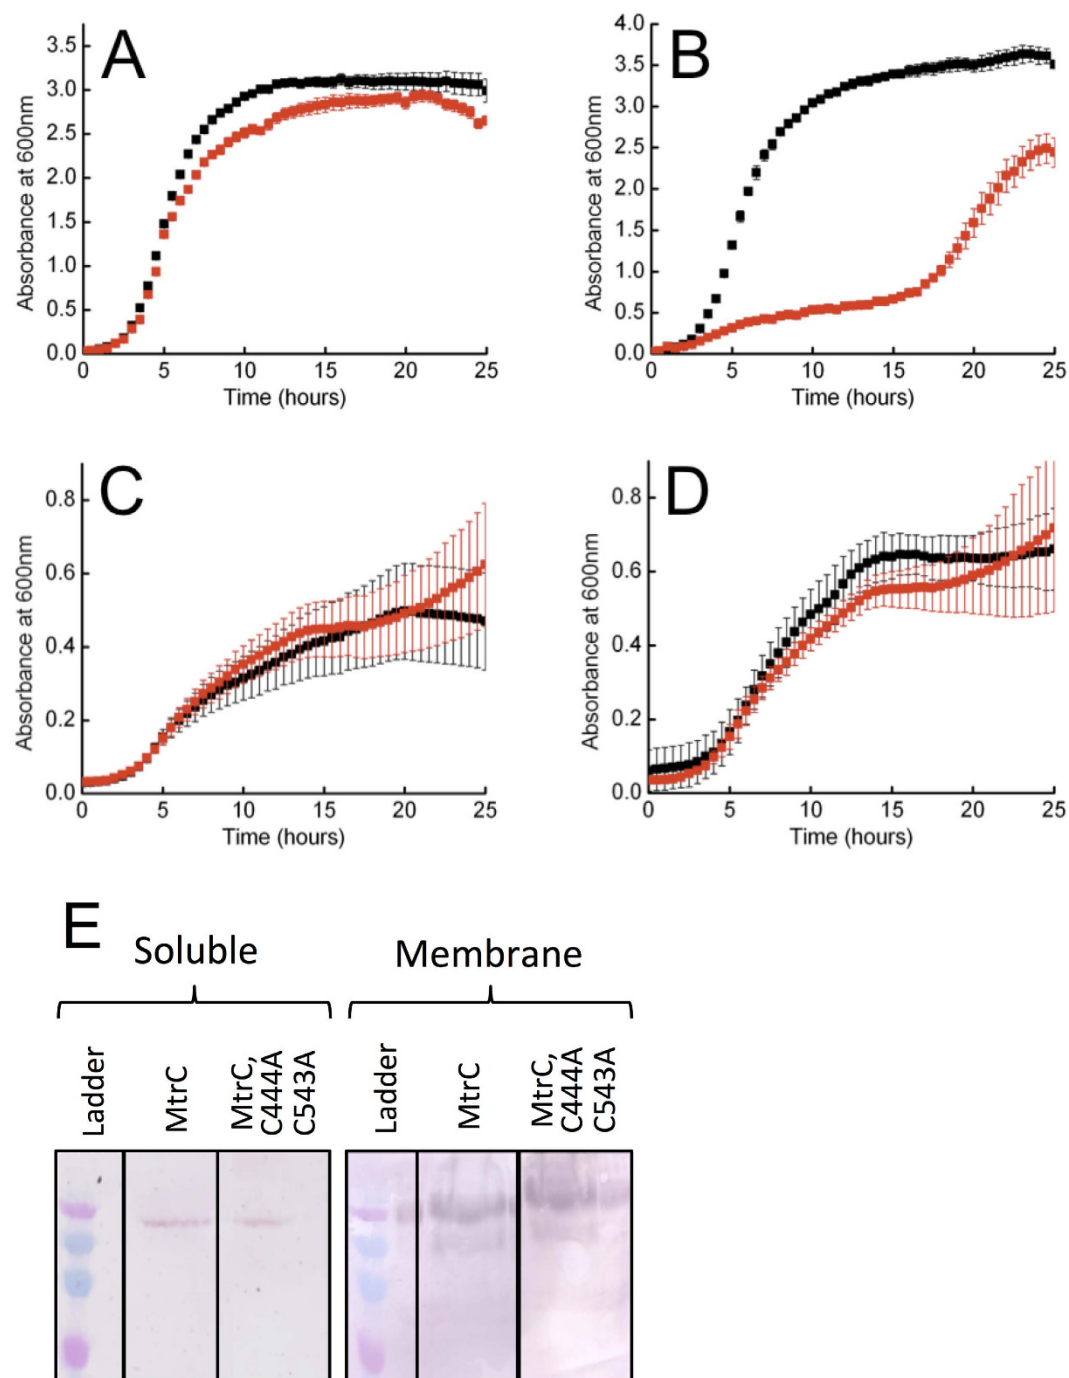 A
Absorbance at 600nm
3.5
3.0
2.5
2.0
1.5
1.0
0.5
0.0
0 5 10 15 20 25
Time (hours)
B
Absorbance at 600nm
4.0
3.5
3.0
2.5
2.0
1.5
1.0
0.5
0.0
0 5 10 15 20 25
Time (hours)
C
Absorbance at 600nm
0.8
0.6
0.4
0.2
0.0
0 5 10 15 20 25
Time (hours)
D
Absorbance at 600nm
0.8
0.6
0.4
0.2
0.0
0 5 10 15 20 25
Time (hours)
E
Soluble
Membrane
Ladder
MtrC
MtrC,
C444A
C543A
Ladder
MtrC
MtrC,
C444A
C543A